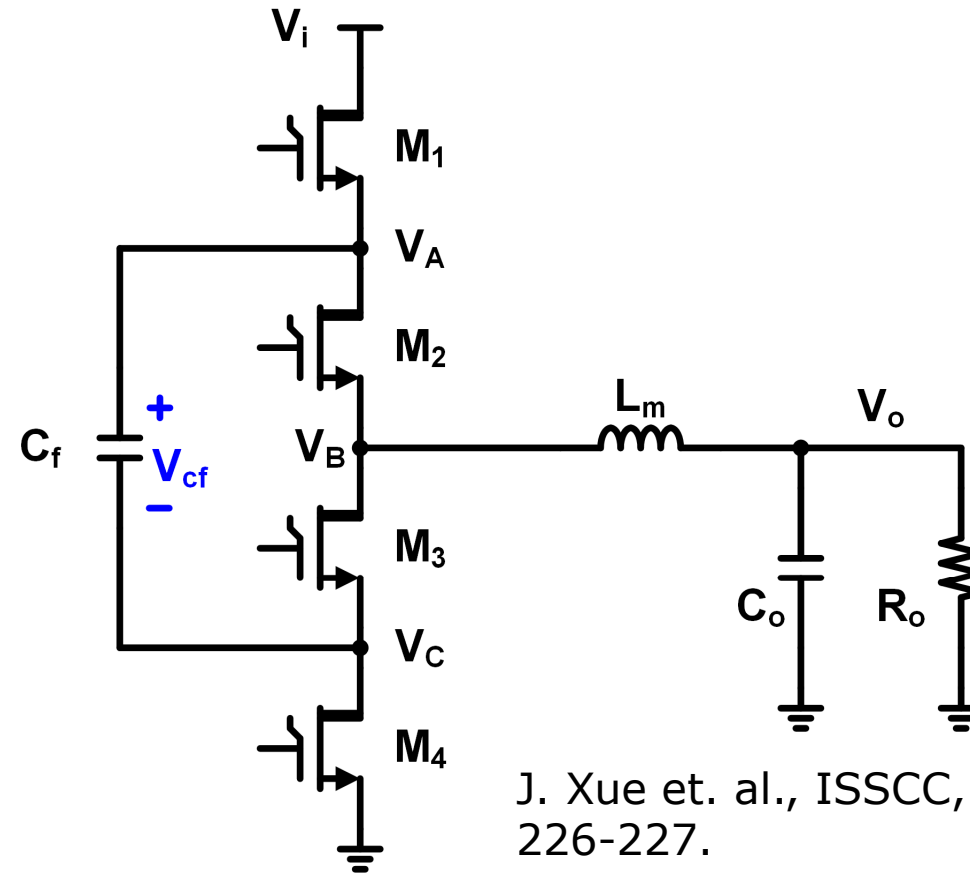 Vi
M1
VA
M2
Lm
Vo
Cf
+
Vcf
−
VB
M3
Co
Ro
VC
M4
J. Xue et. al., ISSCC,
226-227.